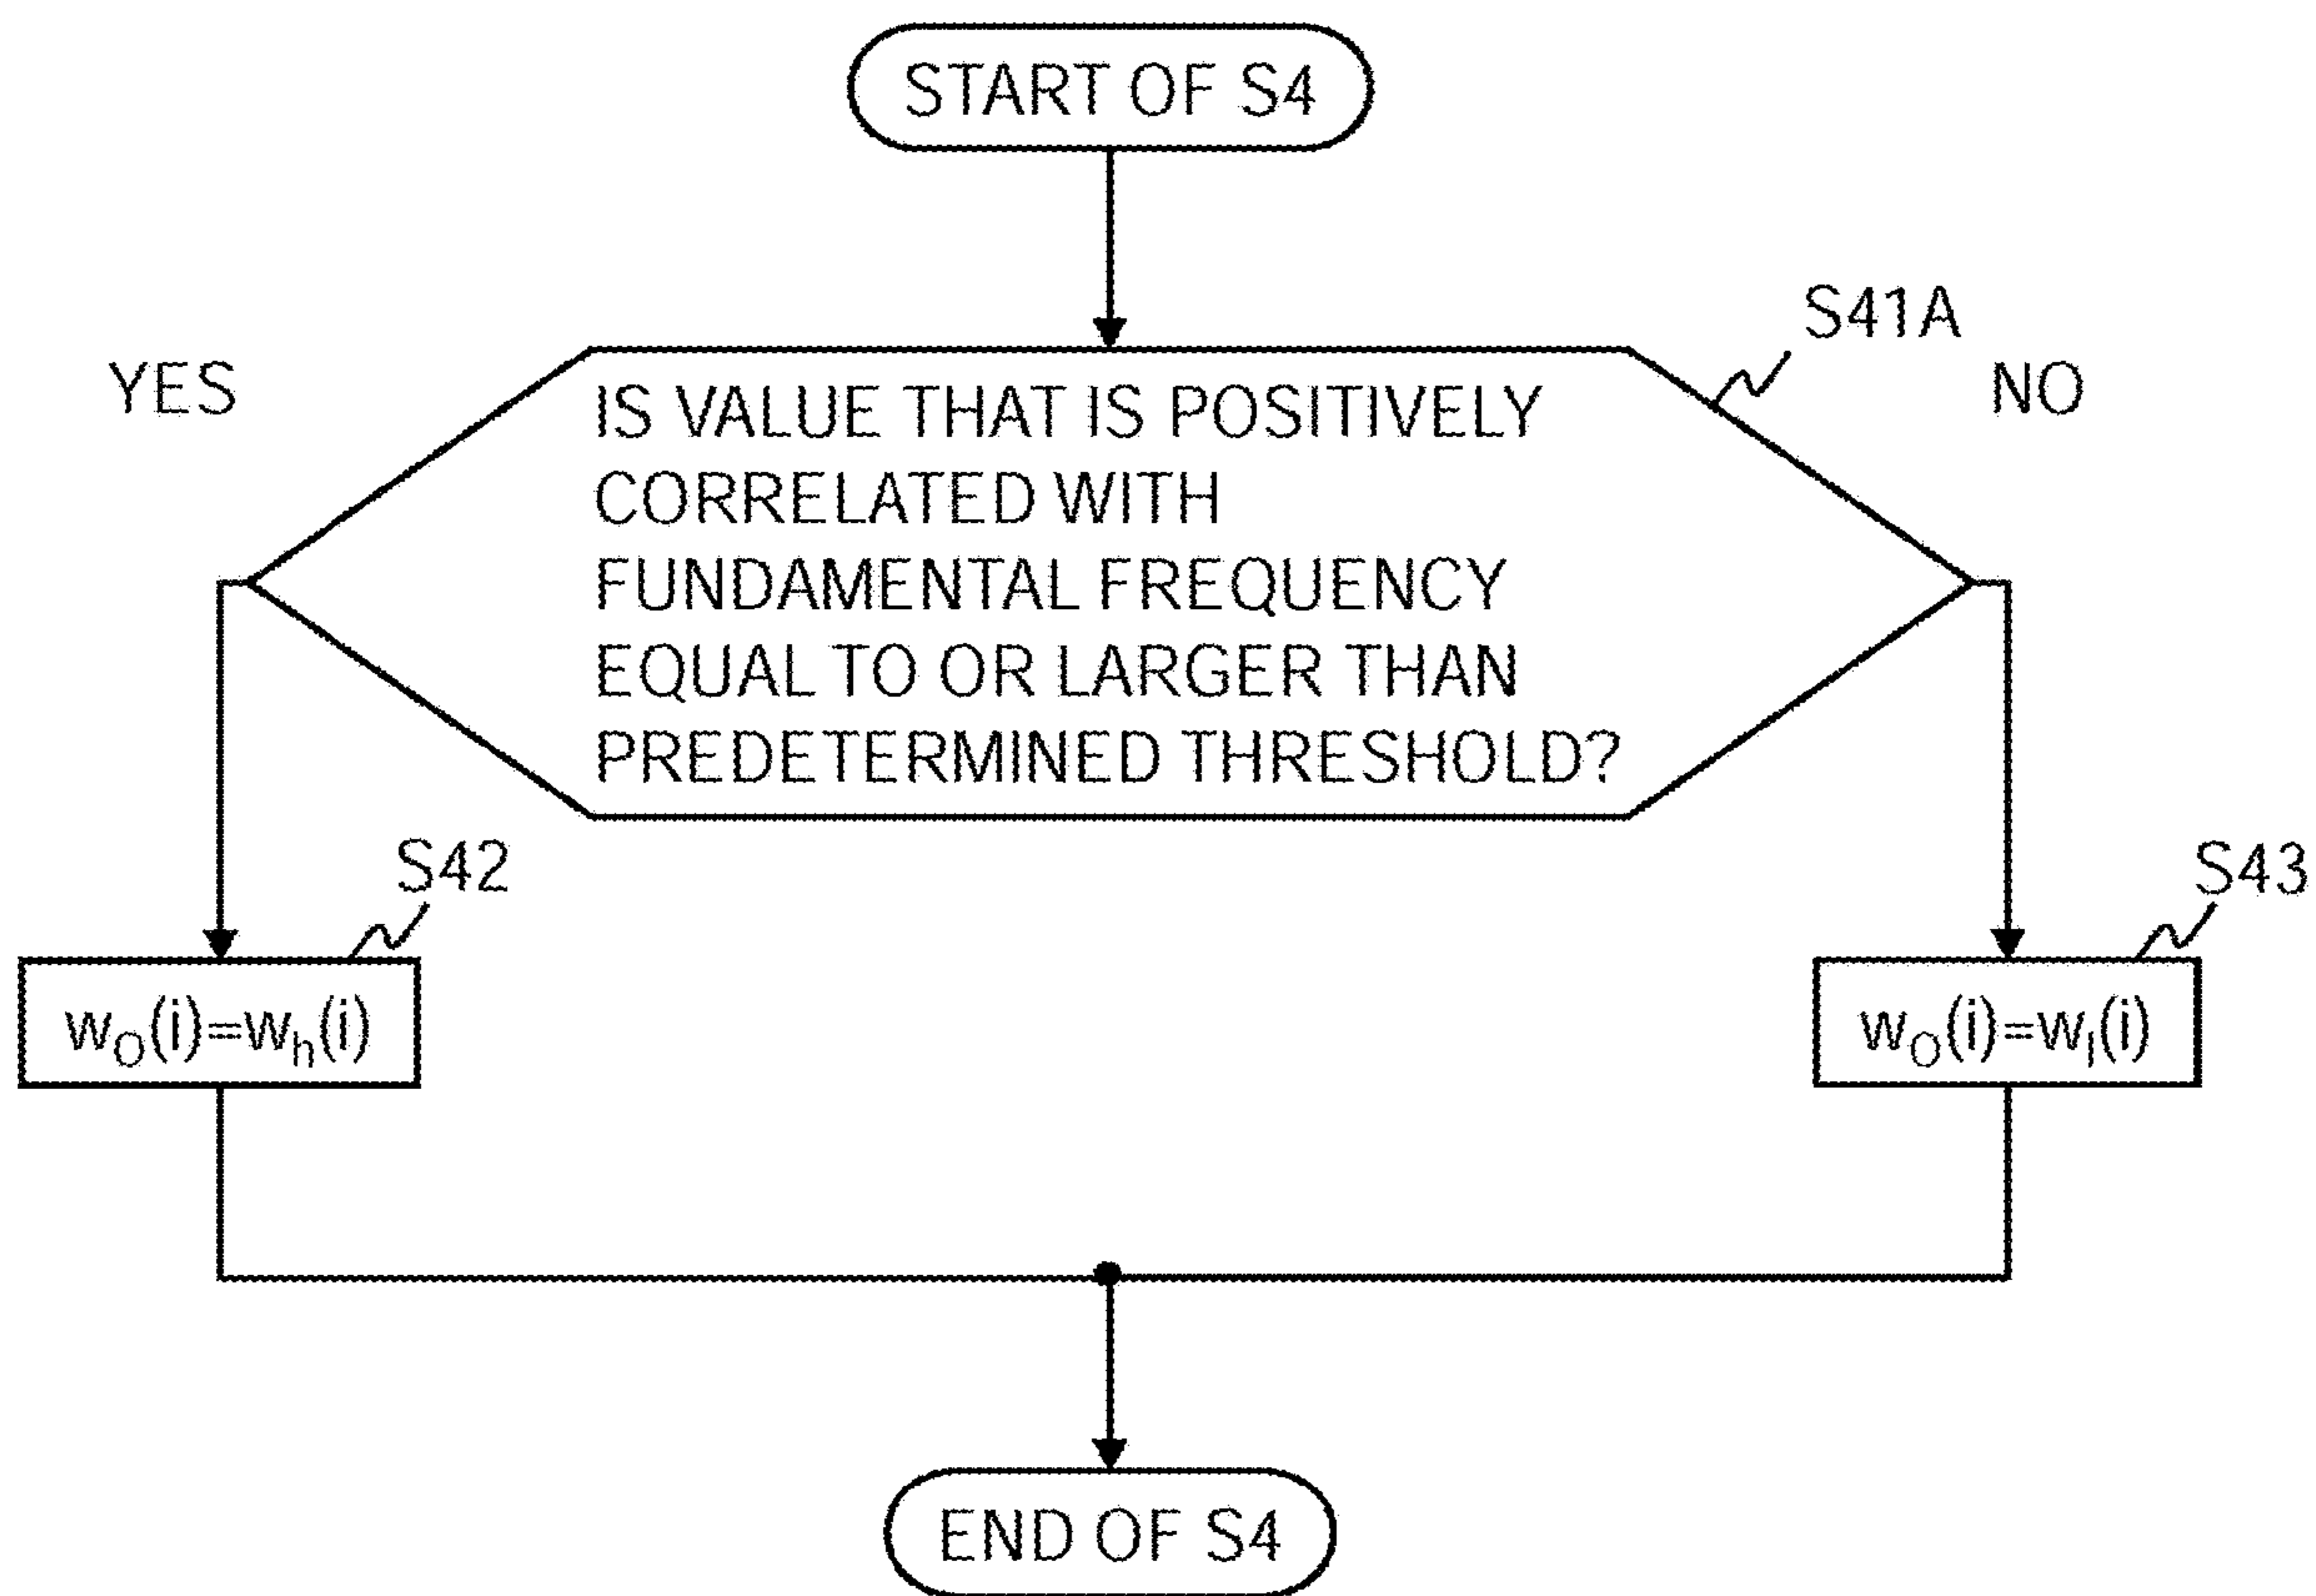 START OF S4
S41A
YES
NO
IS VALUE THAT IS POSITIVELY
CORRELATED WITH
FUNDAMENTAL FREQUENCY
EQUAL TO OR LARGER THAN
PREDETERMINED THRESHOLD?
S42
S43
wO(i)=wh(i)
wO(i)=wl(i)
END OF S4